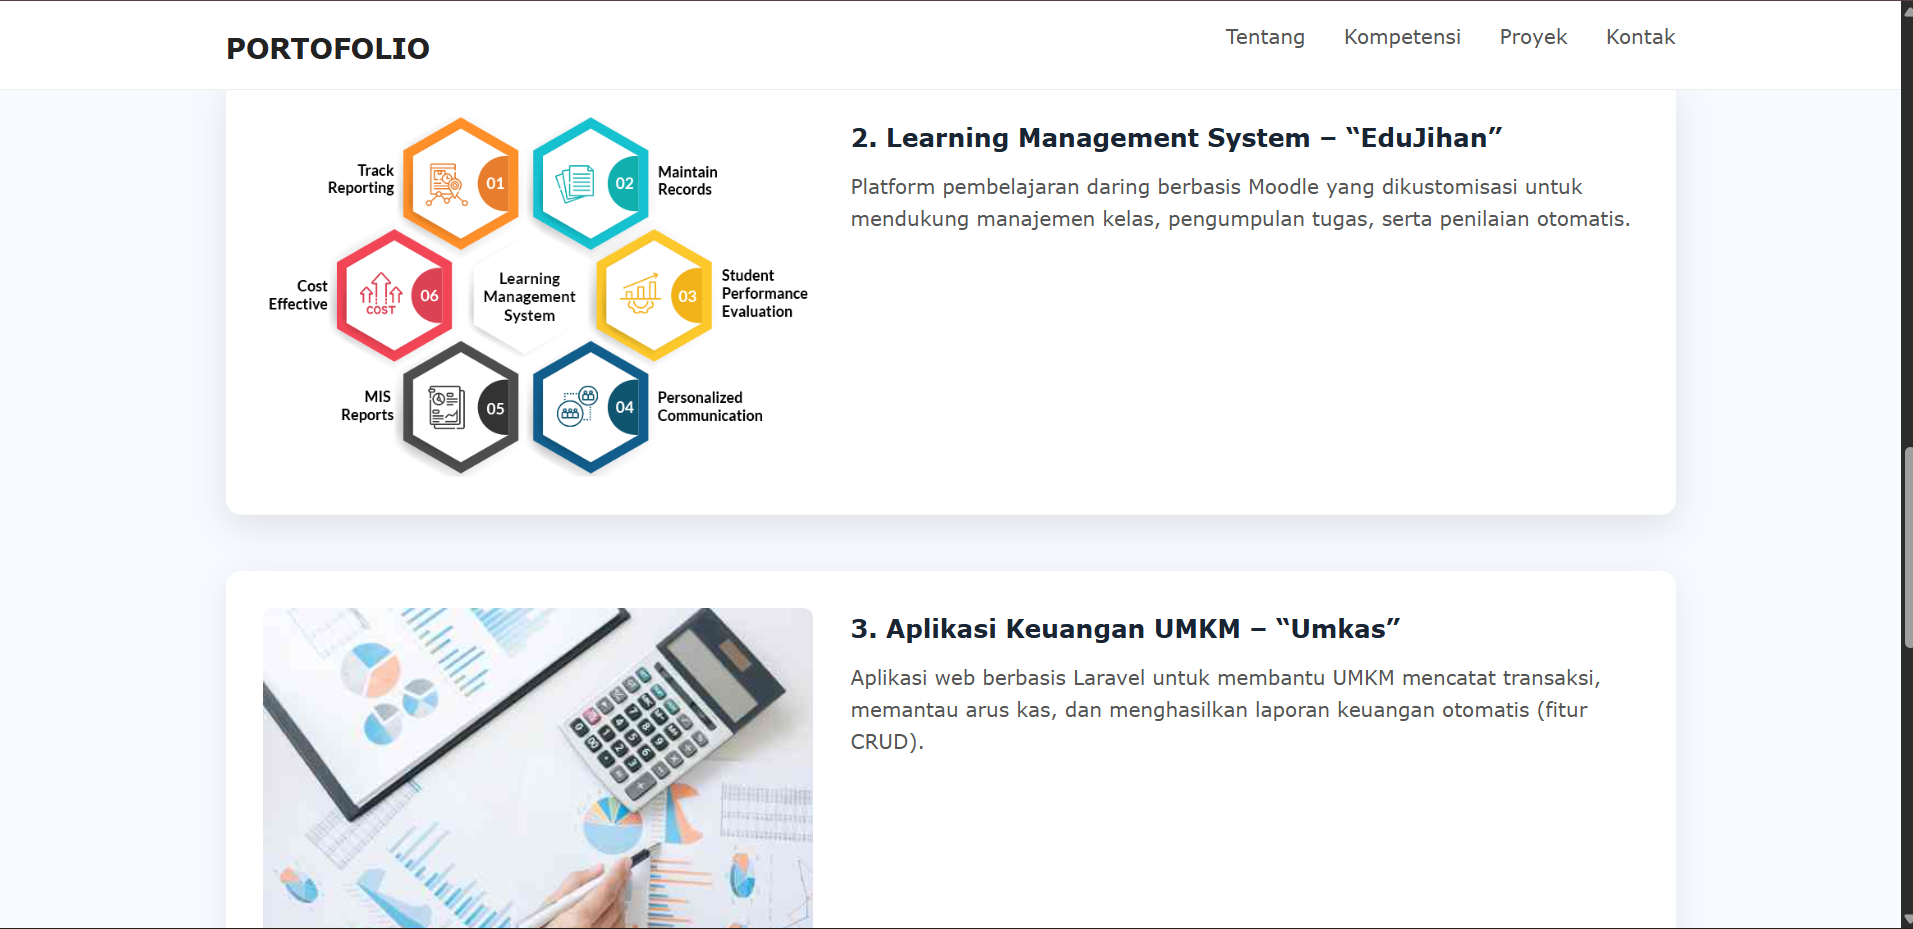 PORTOFOLIO
Tentang
Kompetensi
Proyek
Kontak
Track
Reporting
01
02
Maintain
Records
Cost
Effective
COST
06
Learning
Management
System
03
Student
Performance
Evaluation
MIS
Reports
05
04
Personalized
Communication
2. Learning Management System – “EduJihan”
Platform pembelajaran daring berbasis Moodle yang dikustomisasi untuk
mendukung manajemen kelas, pengumpulan tugas, serta penilaian otomatis.
3. Aplikasi Keuangan UMKM – “Umkas”
Aplikasi web berbasis Laravel untuk membantu UMKM mencatat transaksi,
memantau arus kas, dan menghasilkan laporan keuangan otomatis (fitur
CRUD).